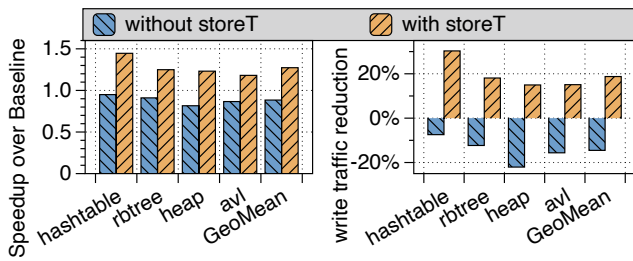 without storeT
with storeT
Speedup over Baseline
1.5
1.0
0.5
0
hashtable
rbtree
heap
avl
GeoMean
write traffic reduction
20%
0%
-20%
hashtable
rbtree
heap
avl
GeoMean